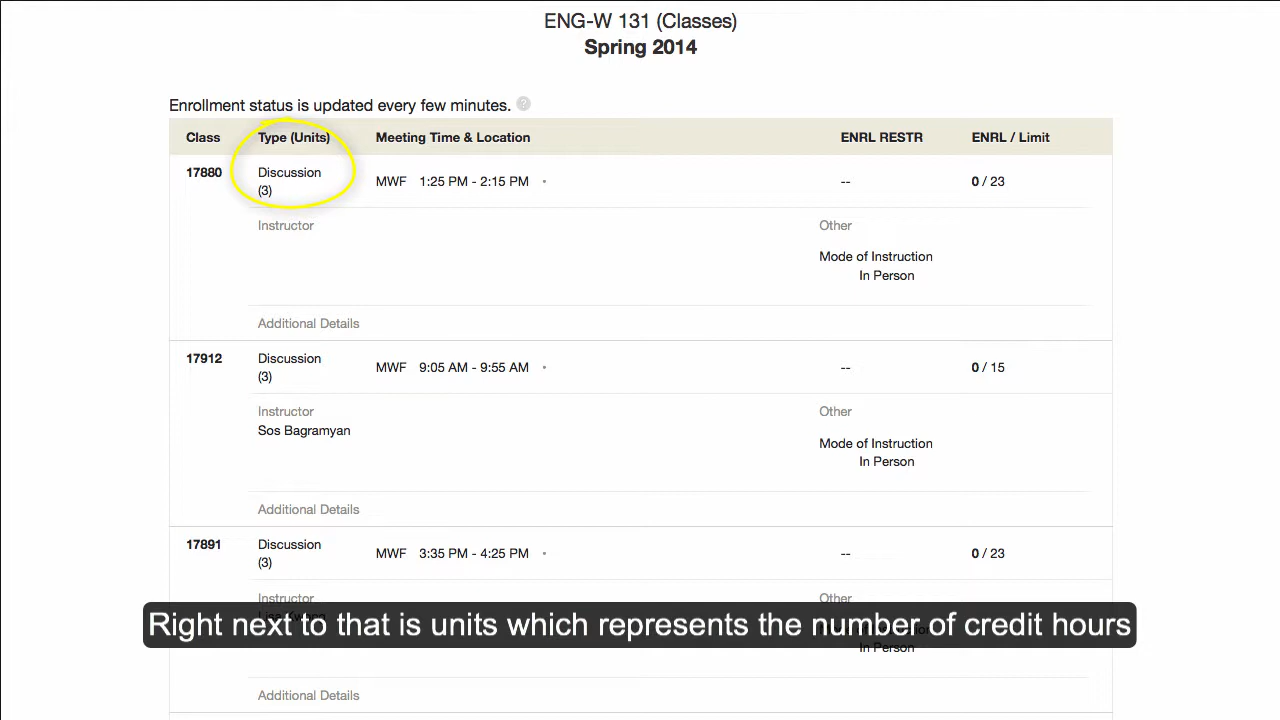 ENG-W 131 (Classes)
Spring 2014
Enrollment status is updated every few minutes. ?
Class Type (Units) Meeting Time & Location ENRL RESTR ENRL / Limit
17880 Discussion (3) MWF 1:25 PM - 2:15 PM -- 0 / 23
Instructor Other
Mode of Instruction
In Person
Additional Details
17912 Discussion (3) MWF 9:05 AM - 9:55 AM -- 0 / 15
Instructor Other
Sos Bagramyan
Mode of Instruction
In Person
Additional Details
17891 Discussion (3) MWF 3:35 PM - 4:25 PM -- 0 / 23
Instructor Other
Right next to that is units which represents the number of credit hours
In Person
Additional Details